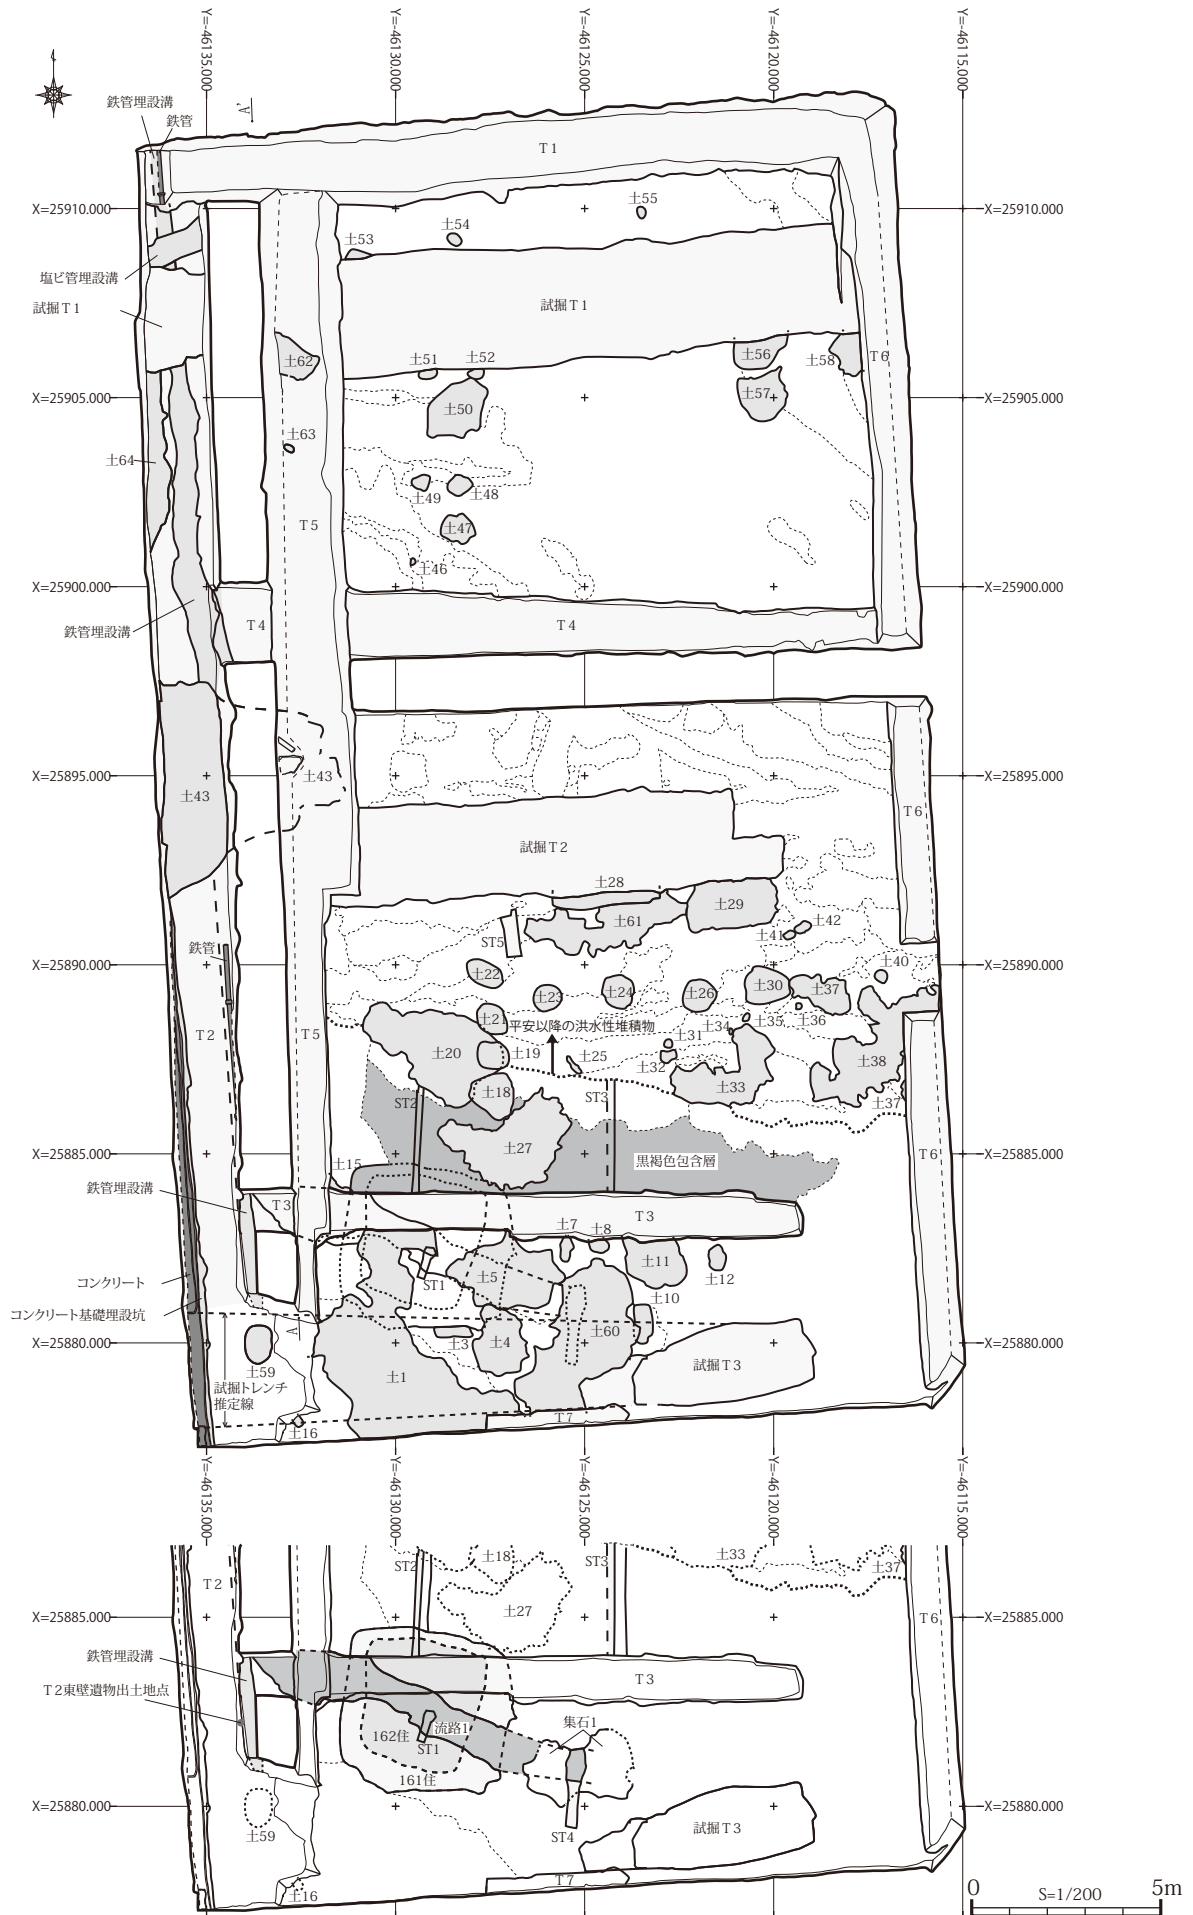 Y=-46135.000
Y=-46130.000
Y=-46125.000
Y=-46120.000
Y=-46115.000
鉄管埋設溝
鉄管
A'
T1
X=25910.000
X=25910.000
土55
土54
土53
塩ビ管埋設溝
試掘T1
試掘T1
土62
土51
土52
土56
土58
T6
X=25905.000
X=25905.000
土50
土57
土63
土64
土49
土48
T5
土47
土46
X=25900.000
X=25900.000
鉄管埋設溝
T4
T4
X=25895.000
X=25895.000
土43
土43
T6
試掘T2
土28
土29
土61
土42
土41
ST5
鉄管
X=25890.000
X=25890.000
土40
土22
土23
土24
土26
土30
土37
土21
平安以降の洪水性堆積物
土34
土35
土36
T2
T5
土31
土20
土19
土25
土32
土38
土33
土18
ST2
ST3
土37
土27
X=25885.000
X=25885.000
黒褐色包含層
T6
土15
鉄管埋設溝
T3
T3
土7
土8
土11
土12
コンクリート
ST1
土5
土10
コンクリート基礎埋設坑
A
土60
X=25880.000
X=25880.000
土3
土4
土59
土1
試掘T3
試掘トレンチ
推定線
土16
T7
Y=-46135.000
Y=-46130.000
Y=-46125.000
Y=-46120.000
Y=-46115.000
T2
ST2
土18
ST3
土33
土37
土27
X=25885.000
X=25885.000
T6
鉄管埋設溝
T3
T2東壁遺物出土地点
162住
流路1
集石1
ST1
161住
X=25880.000
X=25880.000
土59
ST4
試掘T3
土16
T7
0
S=1/200
5m